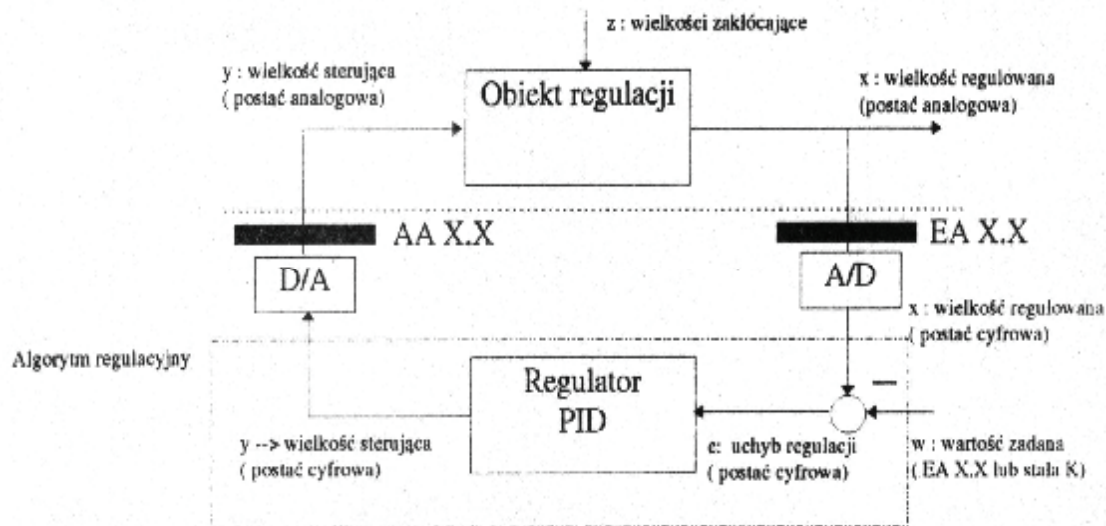 z : wielkości zakłócające
y : wielkość sterująca
( postać analogowa)
Obiekt regulacji
x : wielkość regulowana
(postać analogowa)
AA X.X
EA X.X
D/A
A/D
x : wielkość regulowana
( postać cyfrowa)
Algorytm regulacyjny
Regulator
PID
y --> wielkość sterująca
( postać cyfrowa)
e: uchyb regulacji
( postać cyfrowa)
w : wartość zadana
( EA X.X lub stała K)